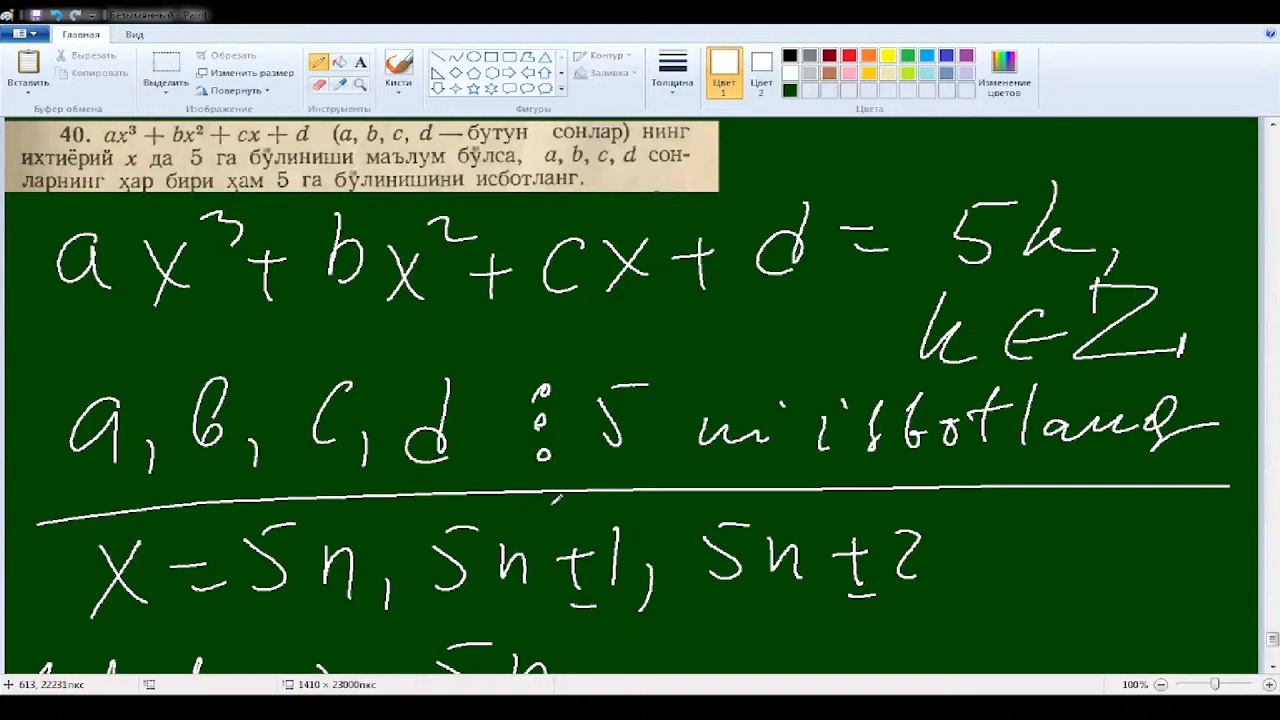 Безымянный - Paint
Главная Вид
Вставить
Вырезать
Копировать
Буфер обмена
Выделить
Обрезать
Изменить размер
Повернуть
Изображение
Инструменты
Кисти
Контур
Заливка
Фигуры
Толщина
Цвет 1
Цвет 2
Изменение цветов
Цвета
40. ax³ + bx² + cx + d (a, b, c, d — бутун сонлар) нинг
ихтиёрий x да 5 га бўлиниши маълум бўлса, a, b, c, d сон-
ларнинг ҳар бири ҳам 5 га бўлинишини исботланг.
ax³ + bx² + cx + d = 5k,
k ∈ Z,
a, b, c, d ⋮ 5 ni isbotlang
x = 5n, 5n ± 1, 5n ± 2
5n
613, 22231пкс
1410 × 23000пкс
100%